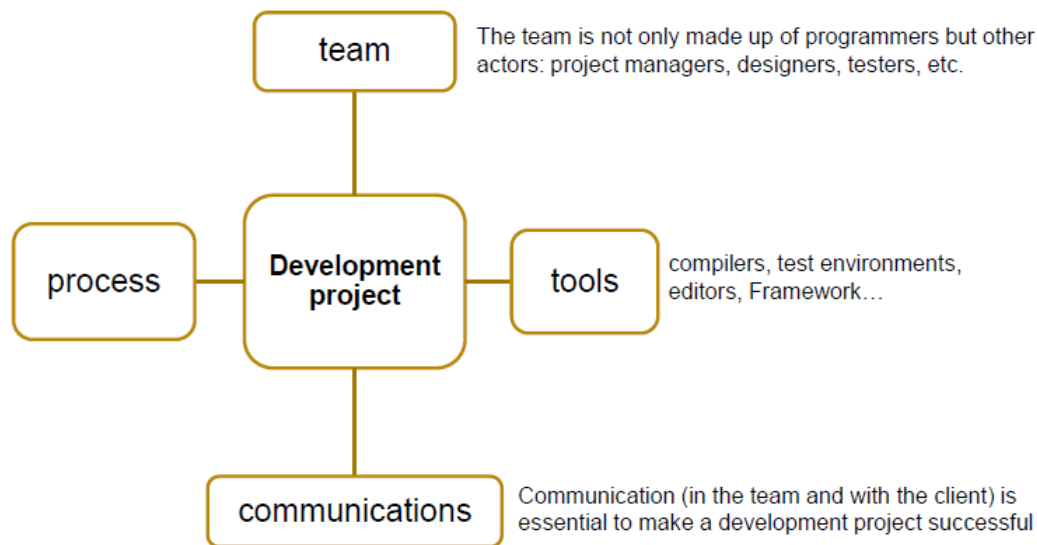 team
The team is not only made up of programmers but other
actors: project managers, designers, testers, etc.
process
Development
project
tools
compilers, test environments,
editors, Framework…
communications
Communication (in the team and with the client) is
essential to make a development project successful